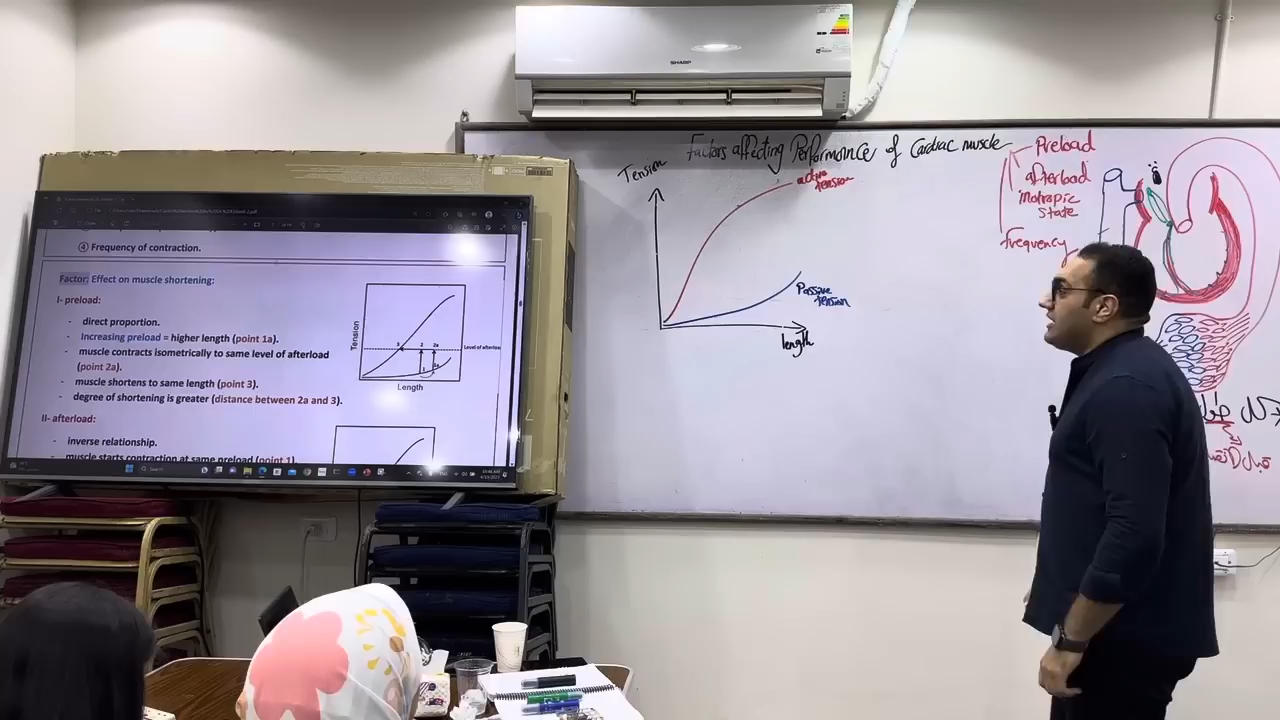 SHARP
④ Frequency of contraction.
Factor: Effect on muscle shortening:
I- preload:
- direct proportion.
- Increasing preload = higher length (point 1a).
- muscle contracts isometrically to same level of afterload
(point 2a).
- muscle shortens to same length (point 3).
- degree of shortening is greater (distance between 2a and 3).
II- afterload:
- inverse relationship.
- muscle starts contraction at same preload (point 1).
Tension
3 2 2a
Level of afterload
Length
Factors affecting Performance of Cardiac muscle
Preload
afterload
inotropic
state
frequency
Tension
active
tension
Passive
tension
length